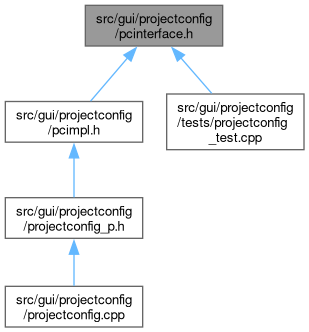 src/gui/projectconfig
/pcinterface.h
src/gui/projectconfig
/pcimpl.h
src/gui/projectconfig
/tests/projectconfig
_test.cpp
src/gui/projectconfig
/projectconfig_p.h
src/gui/projectconfig
/projectconfig.cpp